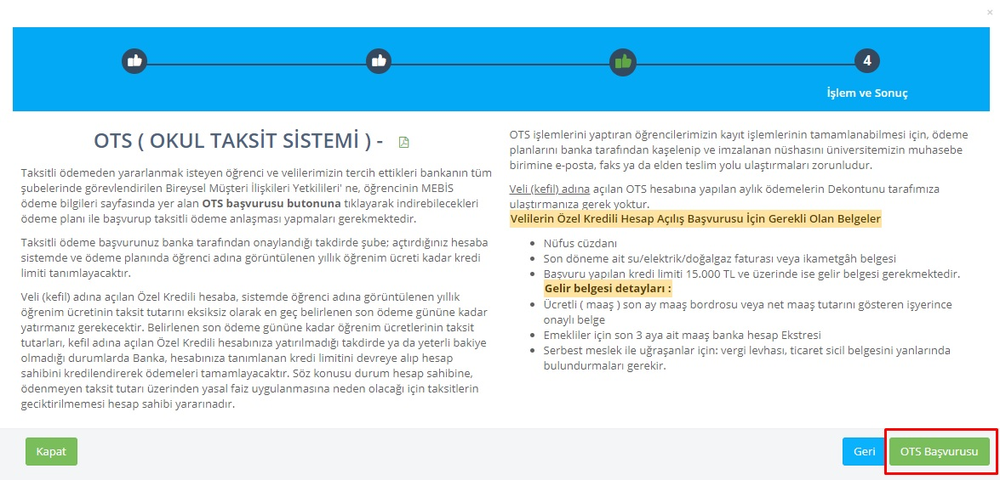 ×
4
İşlem ve Sonuç
OTS ( OKUL TAKSİT SİSTEMİ ) -
Taksitli ödemeden yararlanmak isteyen öğrenci ve velilerimizin tercih ettikleri bankanın tüm
şubelerinde görevlendirilen Bireysel Müşteri İlişkileri Yetkilileri' ne, öğrencinin MEBİS
ödeme bilgileri sayfasında yer alan OTS başvurusu butonuna tıklayarak indirebilecekleri
ödeme planı ile başvurup taksitli ödeme anlaşması yapmaları gerekmektedir.
Taksitli ödeme başvurunuz banka tarafından onaylandığı takdirde şube; açtırdığınız hesaba
sistemde ve ödeme planında öğrenci adına görüntülenen yıllık öğrenim ücreti kadar kredi
limiti tanımlayacaktır.
Veli (kefil) adına açılan Özel Kredili hesaba, sistemde öğrenci adına görüntülenen yıllık
öğrenim ücretinin taksit tutarını eksiksiz olarak en geç belirlenen son ödeme gününe kadar
yatırmanız gerekecektir. Belirlenen son ödeme gününe kadar öğrenim ücretlerinin taksit
tutarları, kefil adına açılan Özel Kredili hesabınıza yatırılmadığı takdirde ya da yeterli bakiye
olmadığı durumlarda Banka, hesabınıza tanımlanan kredi limitini devreye alıp hesap
sahibini kredilendirerek ödemeleri tamamlayacaktır. Söz konusu durum hesap sahibine,
ödenmeyen taksit tutarı üzerinden yasal faiz uygulanmasına neden olacağı için taksitlerin
geciktirilmemesi hesap sahibi yararınadır.
OTS işlemlerini yaptıran öğrencilerimizin kayıt işlemlerinin tamamlanabilmesi için, ödeme
planlarını banka tarafından kaşelenip ve imzalanan nüshasını üniversitemizin muhasebe
birimine e-posta, faks ya da elden teslim yolu ulaştırmaları zorunludur.
Veli (kefil) adına açılan OTS hesabına yapılan aylık ödemelerin Dekontunu tarafımıza
ulaştırmanıza gerek yoktur.
Velilerin Özel Kredili Hesap Açılış Başvurusu İçin Gerekli Olan Belgeler
• Nüfus cüzdanı
• Son döneme ait su/elektrik/doğalgaz faturası veya ikametgâh belgesi
• Başvuru yapılan kredi limiti 15.000 TL ve üzerinde ise gelir belgesi gerekmektedir.
Gelir belgesi detayları :
• Ücretli ( maaş ) son ay maaş bordrosu veya net maaş tutarını gösteren işyerince
onaylı belge
• Emekliler için son 3 aya ait maaş banka hesap Ekstresi
• Serbest meslek ile uğraşanlar için: vergi levhası, ticaret sicil belgesini yanlarında
bulundurmaları gerekir.
Kapat
Geri
OTS Başvurusu